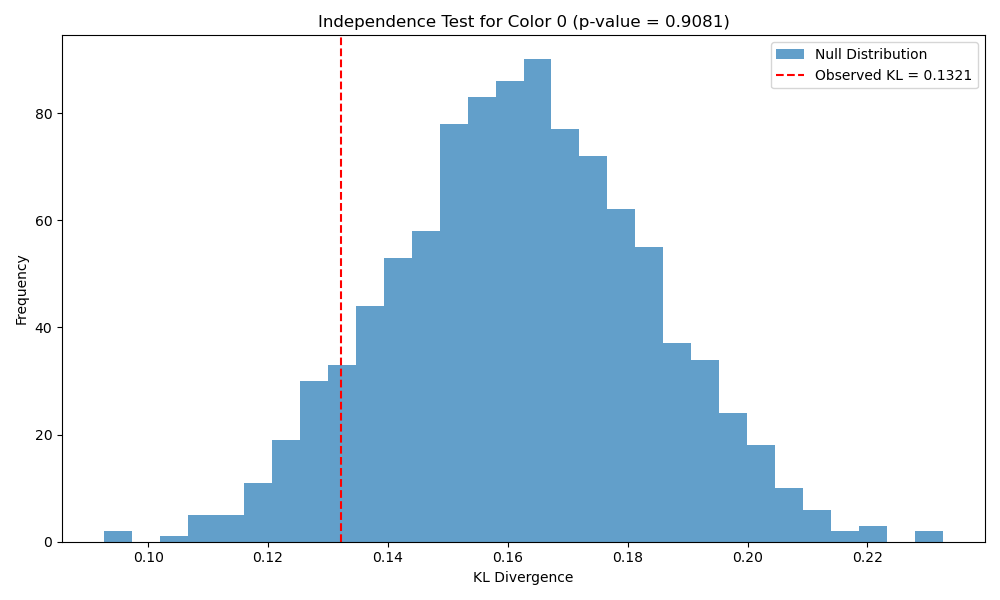 Independence Test for Color 0 (p-value = 0.9081)
Null Distribution
Observed KL = 0.1321
Frequency
80
60
40
20
0
0.10 0.12 0.14 0.16 0.18 0.20 0.22
KL Divergence